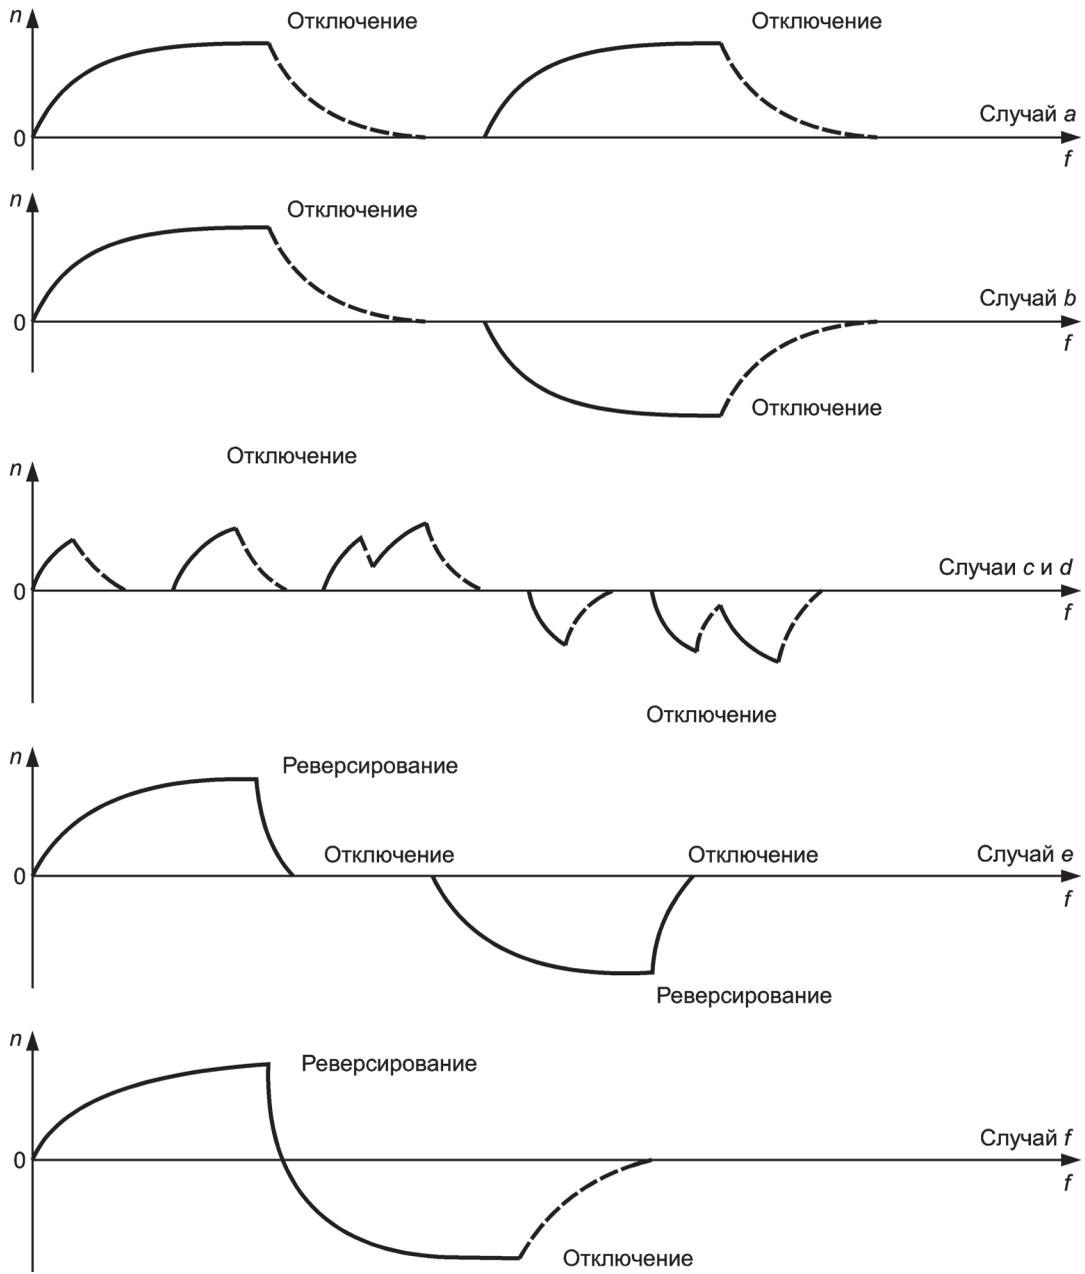 n
Отключение Отключение
Случай a
0
f
n
Отключение
Случай b
0
f
Отключение
Отключение
n
Случаи c и d
0
f
Отключение
n
Реверсирование
Отключение Отключение Случай e
0
f
Реверсирование
n
Реверсирование
Случай f
0
f
Отключение